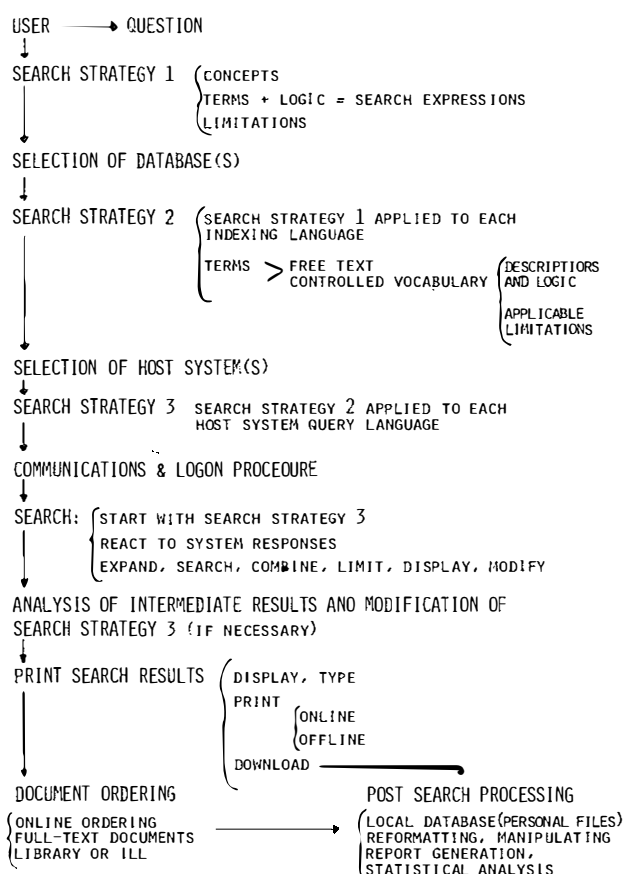 USER QUESTION
SEARCH STRATEGY 1 CONCEPTS
TERMS + LOGIC = SEARCH EXPRESSIONS
LIMITATIONS
SELECTION OF DATABASE(S)
SEARCH STRATEGY 2 SEARCH STRATEGY 1 APPLIED TO EACH
INDEXING LANGUAGE
TERMS > FREE TEXT
CONTROLLED VOCABULARY
DESCRIPTIORS
AND LOGIC
APPLICABLE
LIMITATIONS
SELECTION OF HOST SYSTEM(S)
SEARCH STRATEGY 3 SEARCH STRATEGY 2 APPLIED TO EACH
HOST SYSTEM QUERY LANGUAGE
COMMUNICATIONS & LOGON PROCEOURE
SEARCH: START WITH SEARCH STRATEGY 3
REACT TO SYSTEM RESPONSES
EXPAND, SEARCH, COMBINE, LIMIT, DISPLAY, MODIFY
ANALYSIS OF INTERMEDIATE RESULTS AND MODIFICATION OF
SEARCH STRATEGY 3 (IF NECESSARY)
PRINT SEARCH RESULTS DISPLAY, TYPE
PRINT
ONLINE
OFFLINE
DOWNLOAD
DOCUMENT ORDERING
ONLINE ORDERING
FULL-TEXT DOCUMENTS
LIBRARY OR ILL
POST SEARCH PROCESSING
LOCAL DATABASE(PERSONAL FILES)
REFORMATTING, MANIPULATING
REPORT GENERATION,
STATISTICAL ANALYSIS